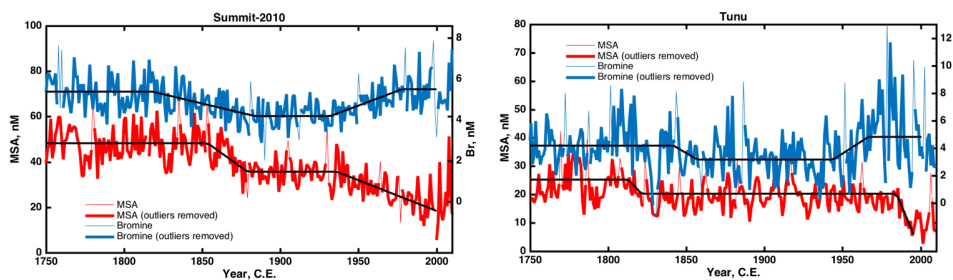 Summit-2010
100
80
60
40
20
0
MSA, nM
8
6
4
2
0
Br, nM
MSA
MSA (outliers removed)
Bromine
Bromine (outliers removed)
1750
1800
1850
1900
1950
2000
Year, C.E.
Tunu
80
70
60
50
40
30
20
10
0
MSA, nM
12
10
8
6
4
2
0
MSA
MSA (outliers removed)
Bromine
Bromine (outliers removed)
1750
1800
1850
1900
1950
2000
Year, C.E.